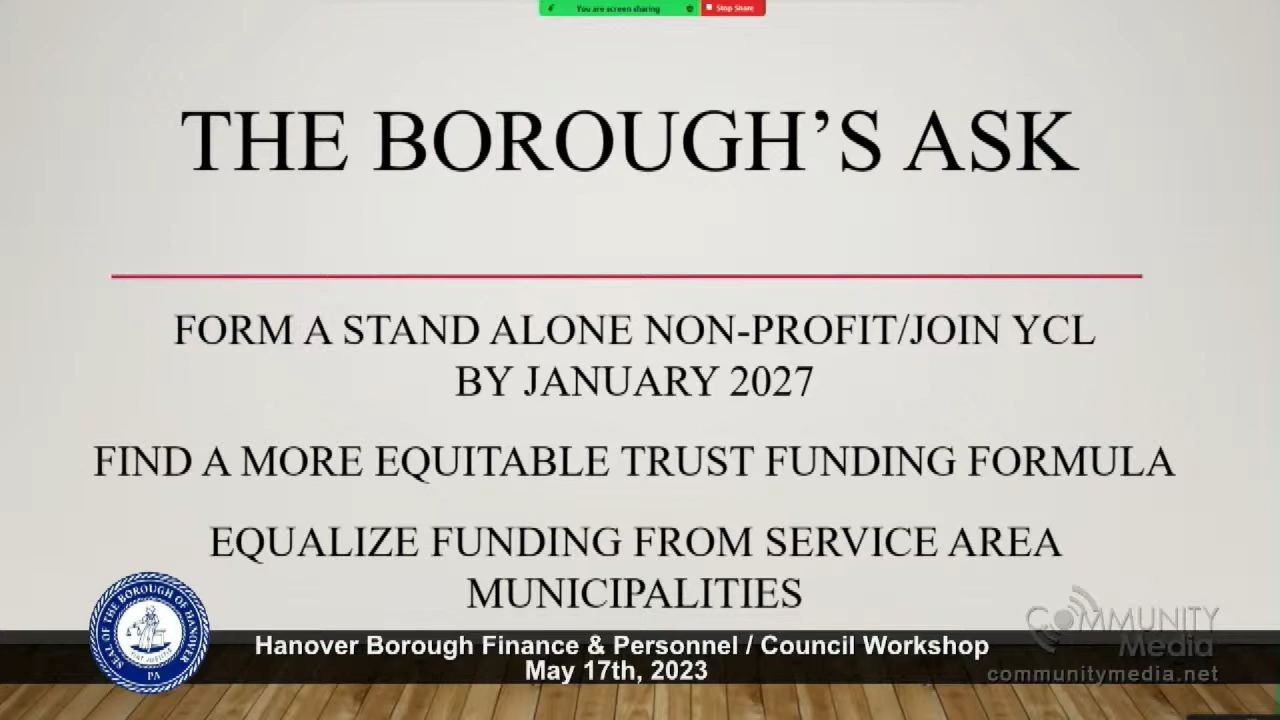 You are screen sharing Stop Share
THE BOROUGH'S ASK
FORM A STAND ALONE NON-PROFIT/JOIN YCL
BY JANUARY 2027
FIND A MORE EQUITABLE TRUST FUNDING FORMULA
EQUALIZE FUNDING FROM SERVICE AREA
MUNICIPALITIES
SEAL OF THE BOROUGH OF HANOVER
PA
Hanover Borough Finance & Personnel / Council Workshop
May 17th, 2023
COMMUNITY
Media
communitymedia.net